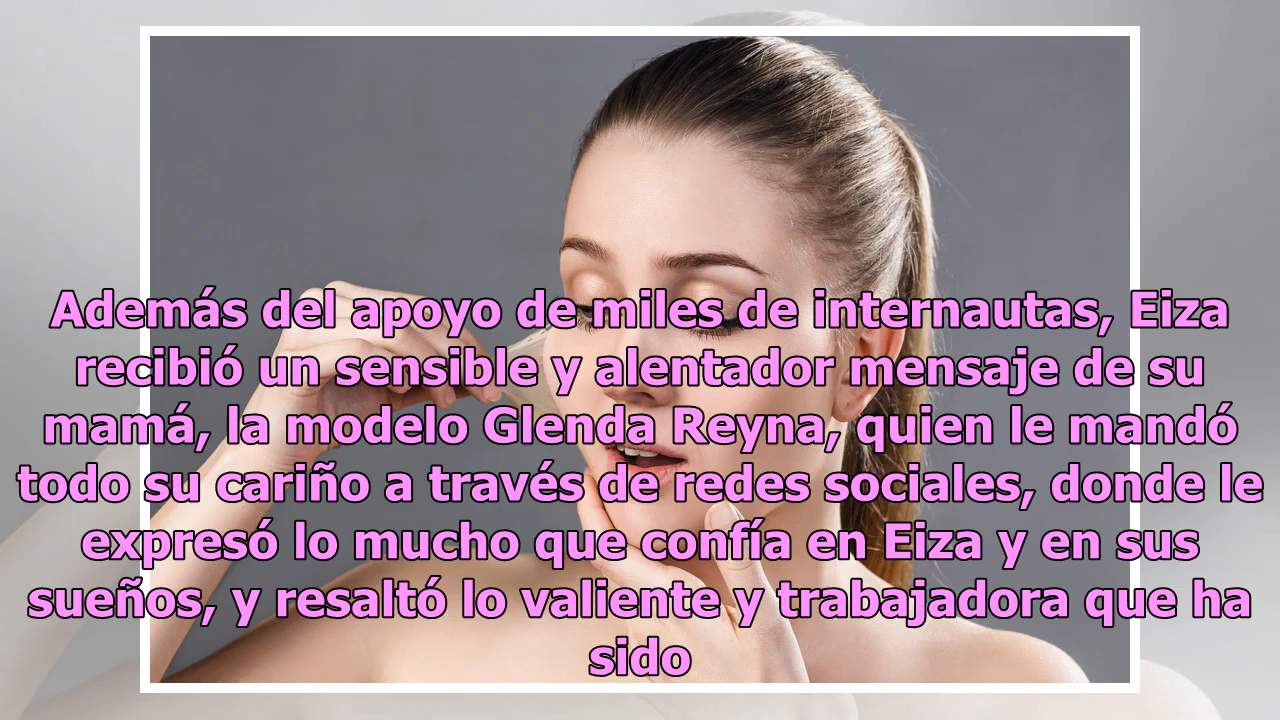 Además del apoyo de miles de internautas, Eiza
recibió un sensible y alentador mensaje de su
mamá, la modelo Glenda Reyna, quien le mandó
todo su cariño a través de redes sociales, donde le
expresó lo mucho que confía en Eiza y en sus
sueños, y resaltó lo valiente y trabajadora que ha
sido